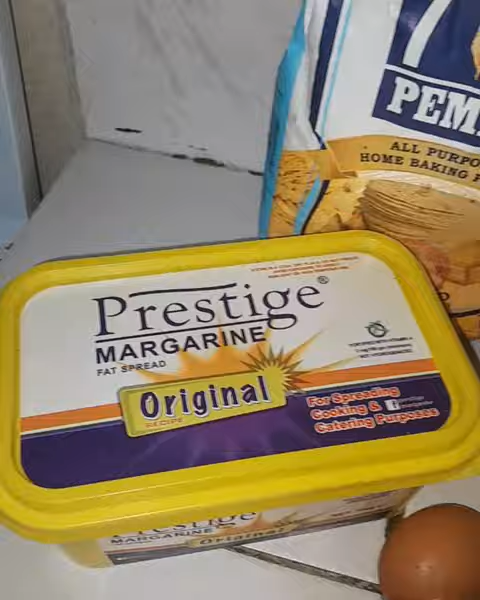 7
PEM
ALL PURPO
HOME BAKING F
Prestige®
MARGARINE
FAT SPREAD
Original
RECIPE
For Spreading
Cooking &
Catering Purposes
Prestige
MARGARINE
Original